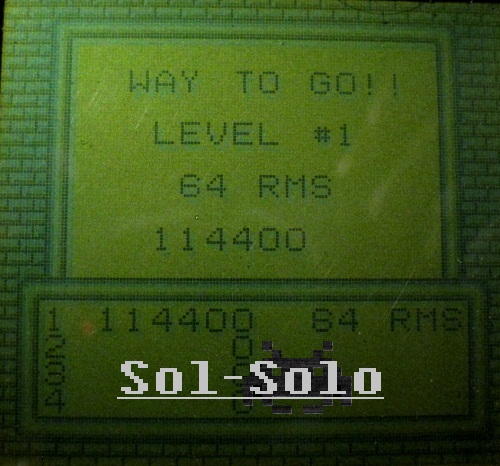 WAY TO GO!!
LEVEL #1
64 RMS
114400
1 114400 64 RMS
2 0
3
4
Sol-Solo